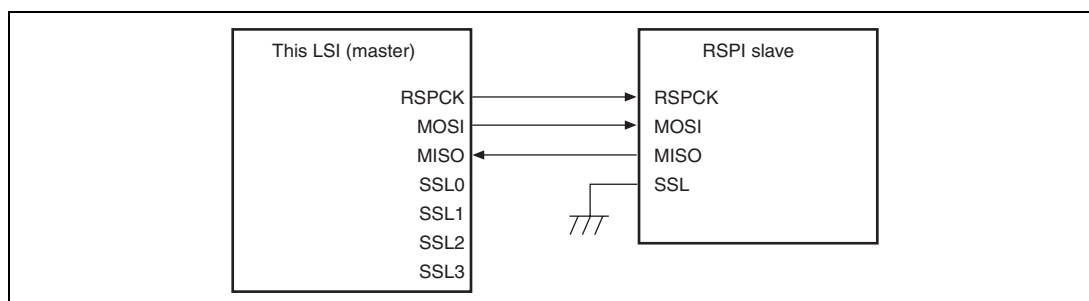 This LSI (master)
RSPCK
MOSI
MISO
SSL0
SSL1
SSL2
SSL3
RSPI slave
RSPCK
MOSI
MISO
SSL